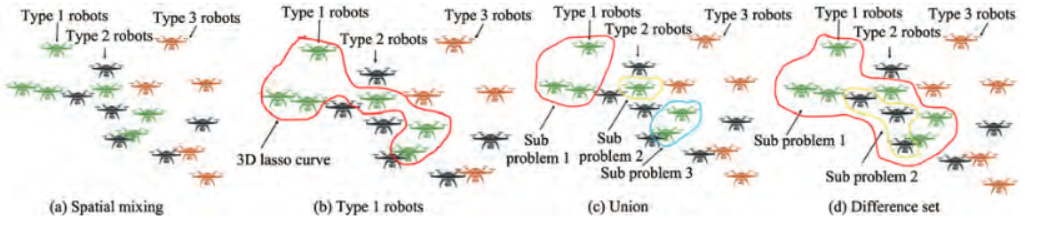 Type 1 robots
Type 3 robots
Type 2 robots
(a) Spatial mixing
Type 1 robots
Type 3 robots
Type 2 robots
3D lasso curve
(b) Type 1 robots
Type 1 robots
Type 3 robots
Type 2 robots
Sub
problem 1
Sub
problem 2
Sub problem 3
(c) Union
Type 1 robots
Type 3 robots
Type 2 robots
Sub problem 1
Sub problem 2
(d) Difference set